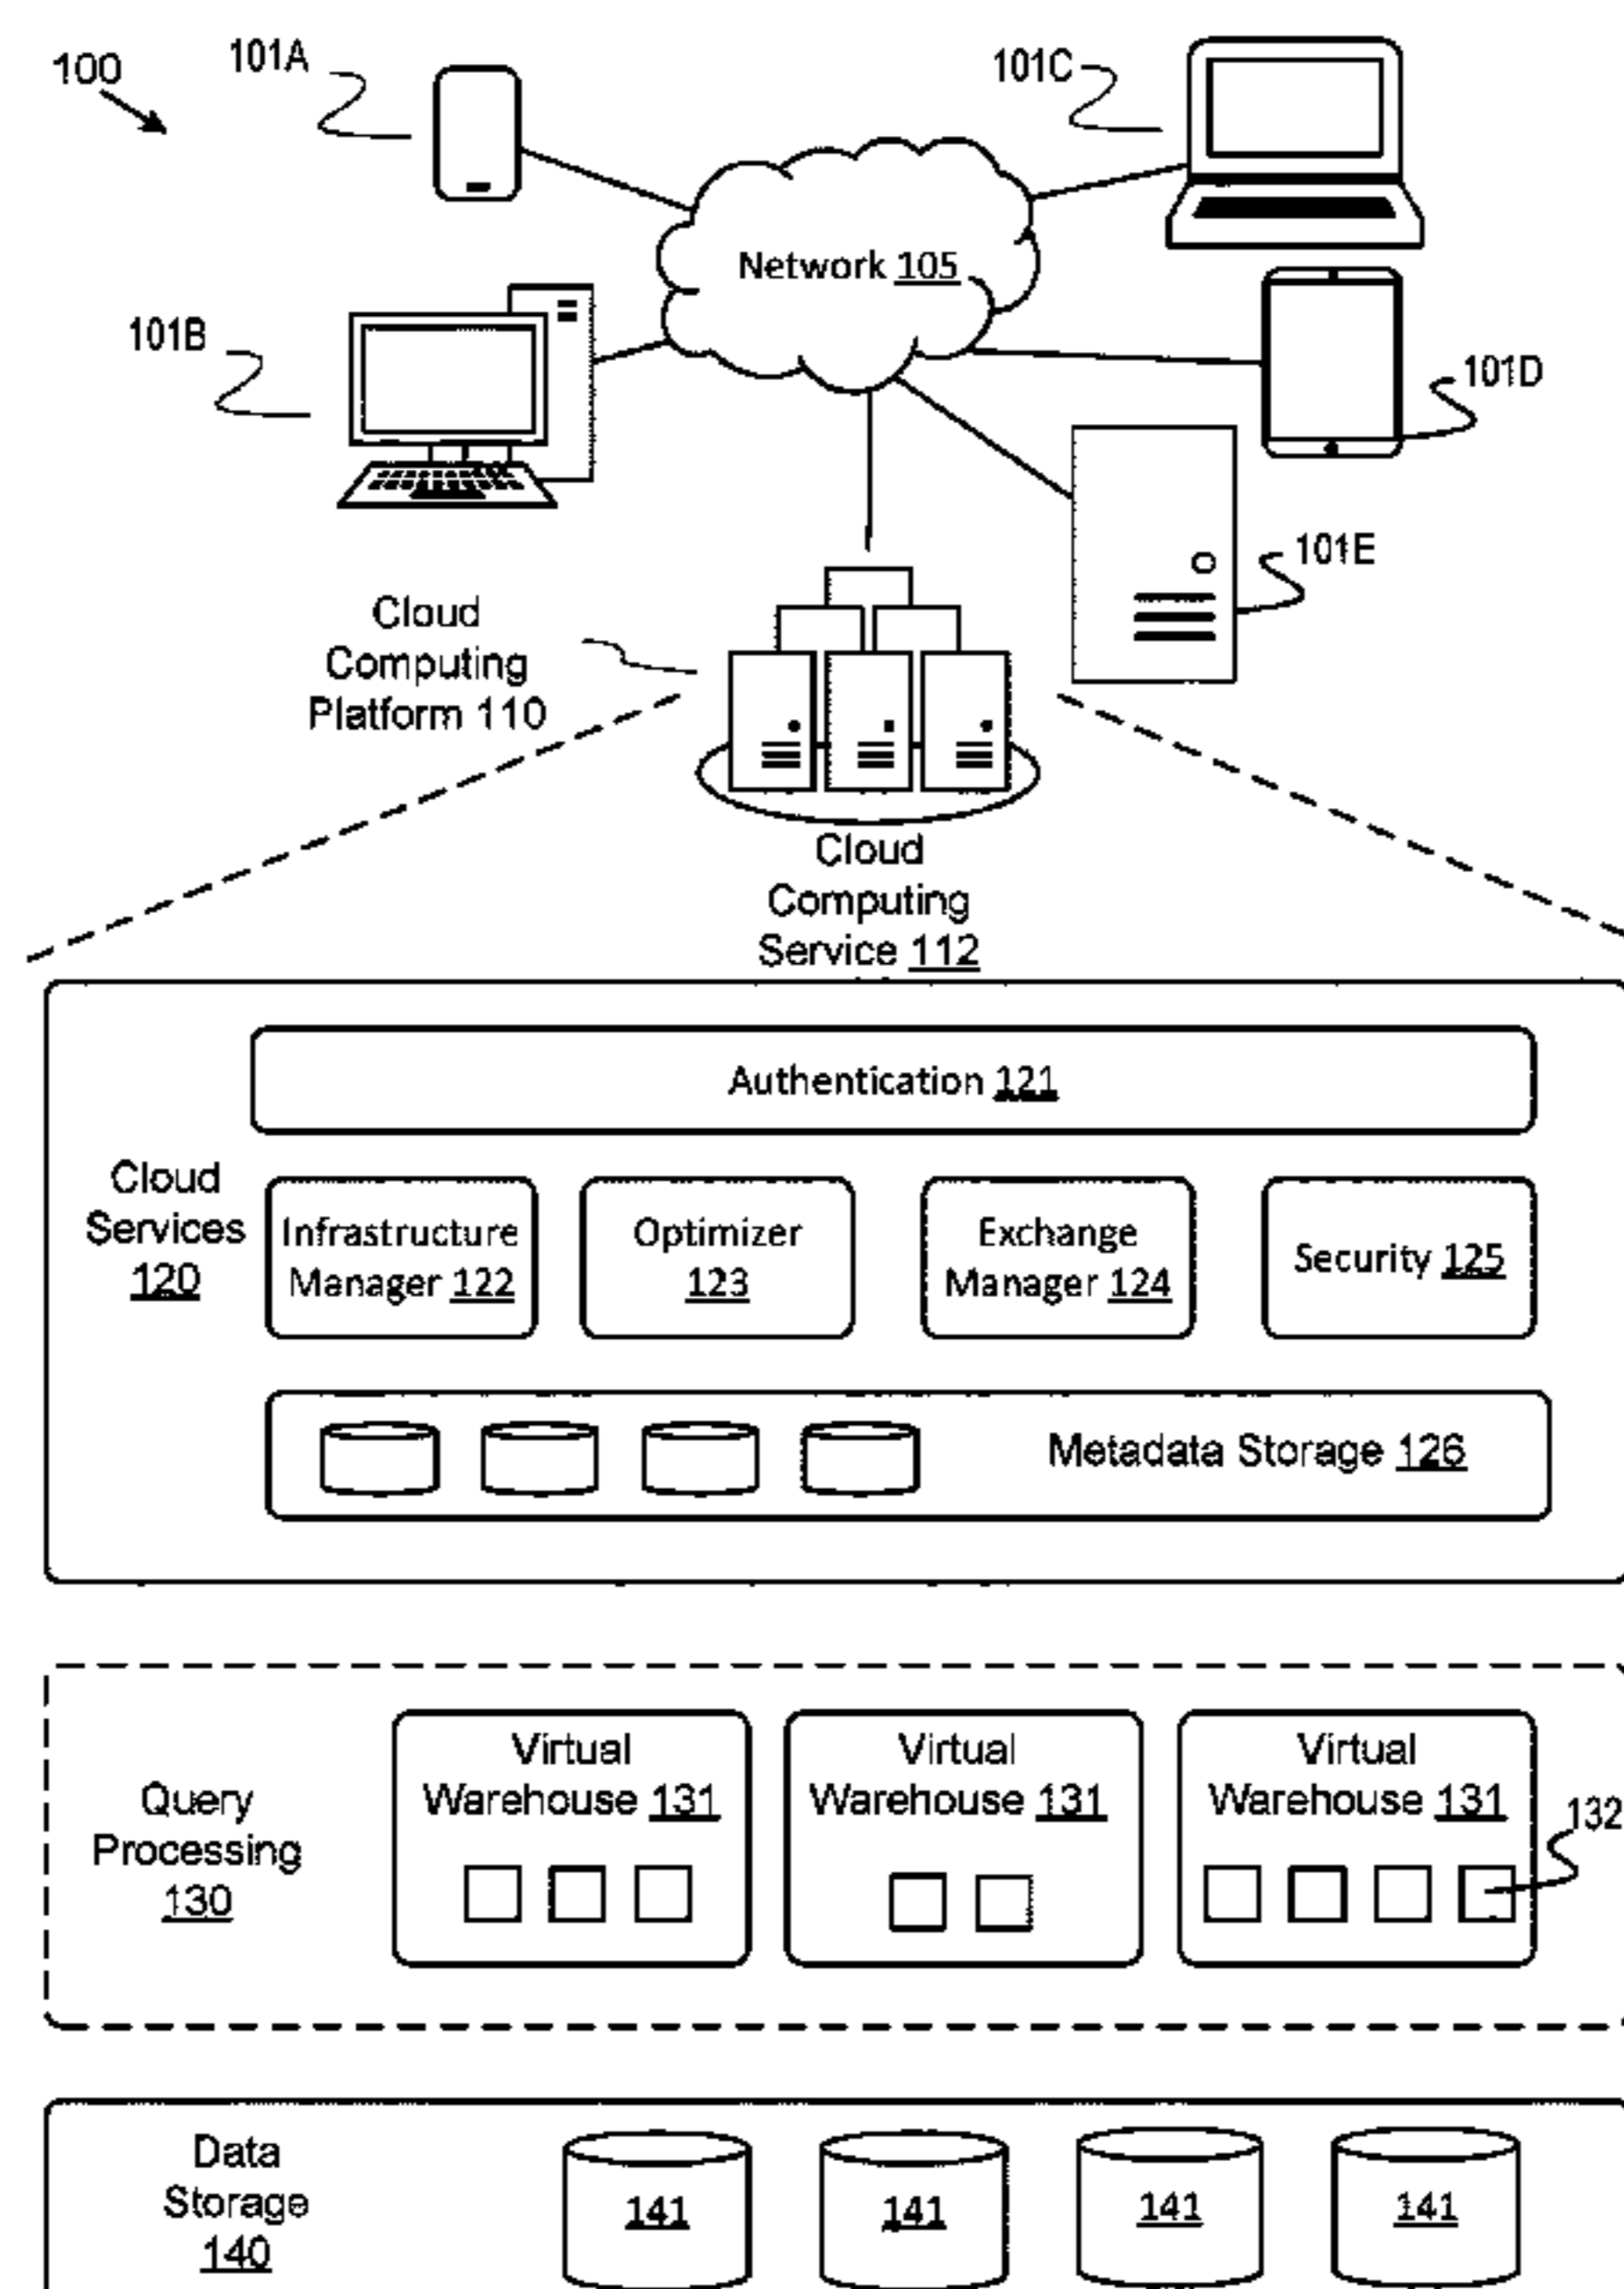 100
101A
101C
Network 105
101B
101D
101E
Cloud
Computing
Platform 110
Cloud
Computing
Service 112
Authentication 121
Cloud
Services
120
Infrastructure
Manager 122
Optimizer
123
Exchange
Manager 124
Security 125
Metadata Storage 126
Query
Processing
130
Virtual
Warehouse 131
Virtual
Warehouse 131
Virtual
Warehouse 131
132
Data
Storage
140
141
141
141
141